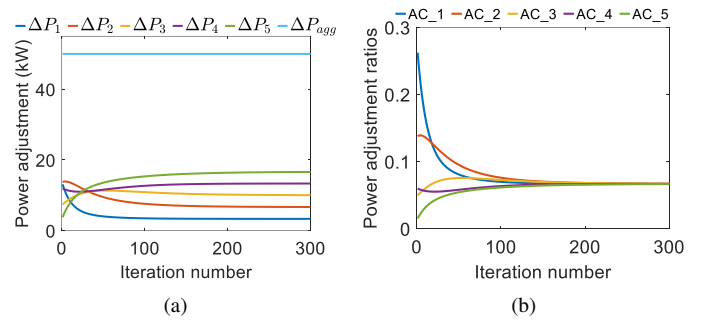 ΔP₁ ΔP₂ ΔP₃ ΔP₄ ΔP₅ ΔP_agg
Power adjustment (kW)
40
20
0
0 100 200 300
Iteration number
(a)
AC_1 AC_2 AC_3 AC_4 AC_5
Power adjustment ratios
0.3
0.2
0.1
0
0 100 200 300
Iteration number
(b)